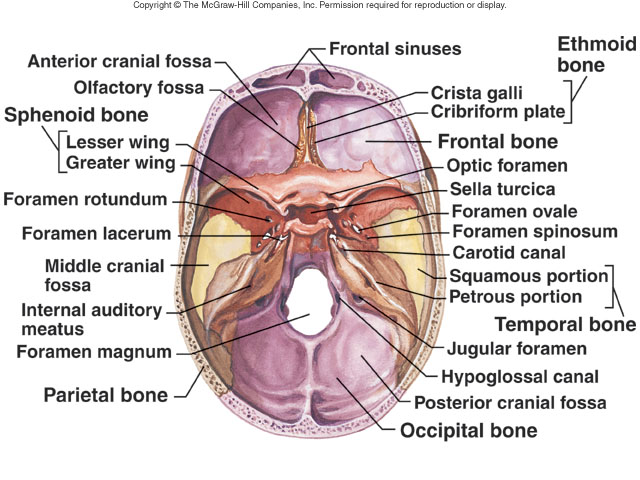 Copyright © The McGraw-Hill Companies, Inc. Permission required for reproduction or display.
Anterior cranial fossa
Olfactory fossa
Sphenoid bone
Lesser wing
Greater wing
Foramen rotundum
Foramen lacerum
Middle cranial
fossa
Internal auditory
meatus
Foramen magnum
Parietal bone
Frontal sinuses
Ethmoid
bone
Crista galli
Cribriform plate
Frontal bone
Optic foramen
Sella turcica
Foramen ovale
Foramen spinosum
Carotid canal
Squamous portion
Petrous portion
Temporal bone
Jugular foramen
Hypoglossal canal
Posterior cranial fossa
Occipital bone